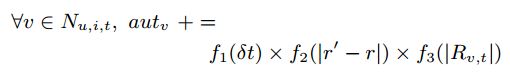 ∀v ∈ N_{u,i,t}, aut_v + =
f_1(δt) × f_2(|r′ − r|) × f_3(|R_{v,t}|)